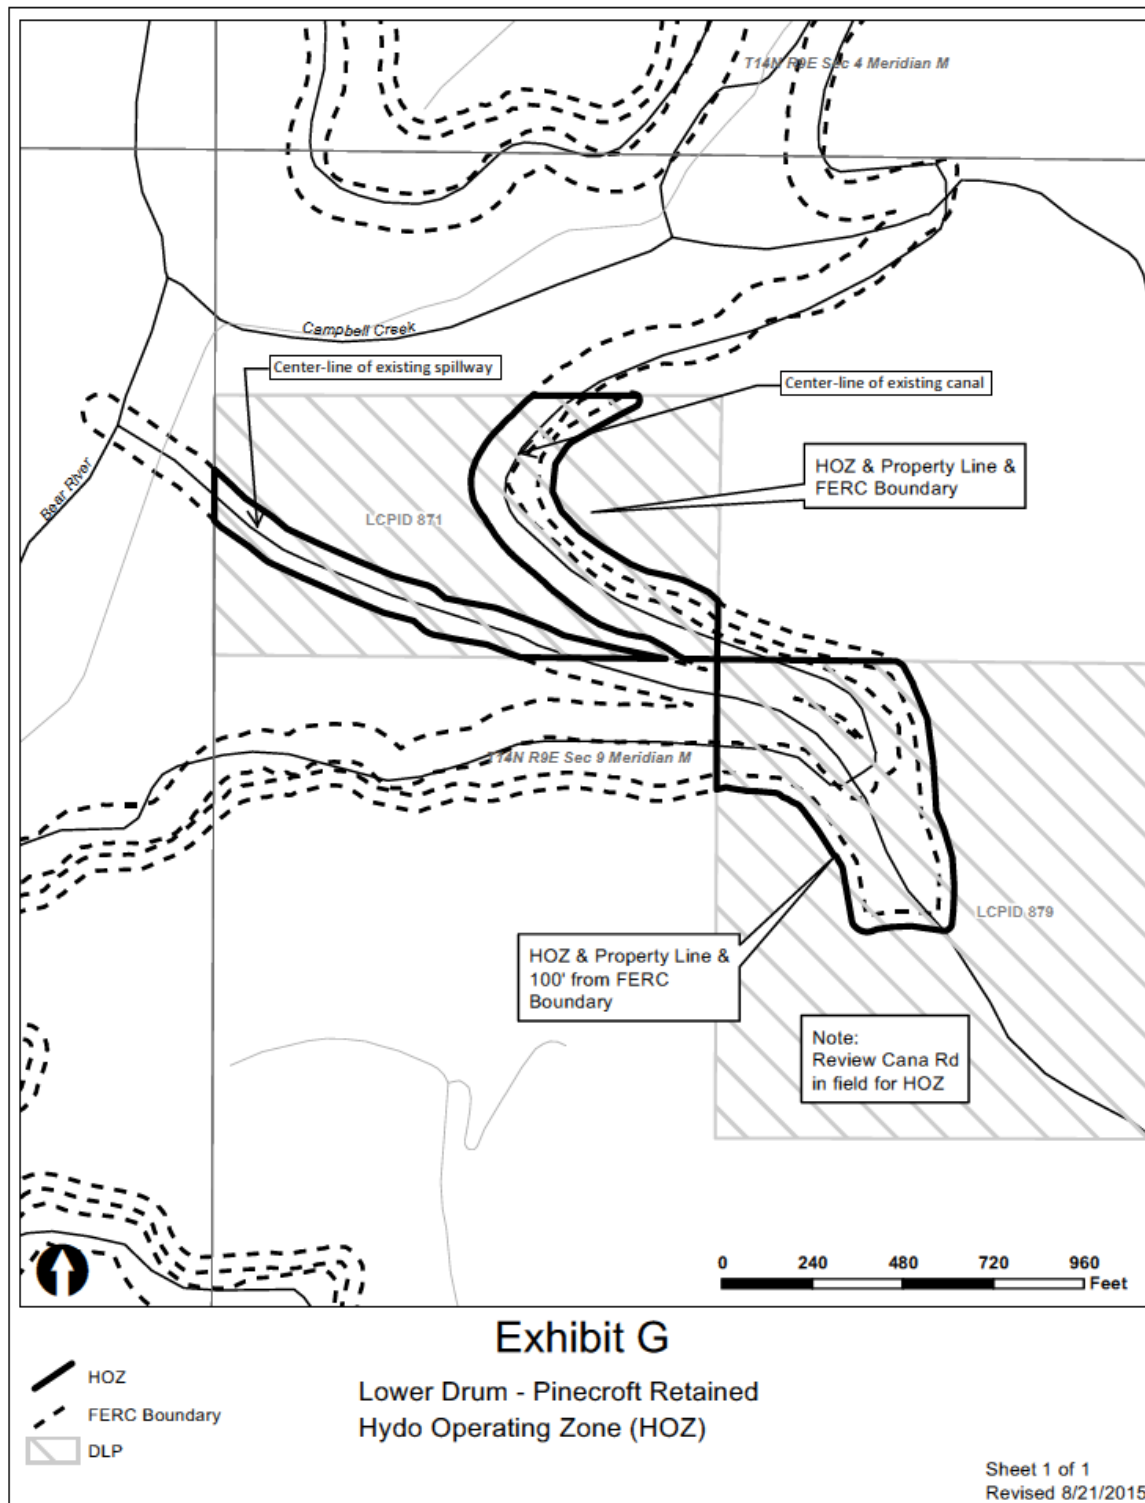 T14N R9E Sec 4 Meridian M
Campbell Creek
Center-line of existing spillway
Center-line of existing canal
Bear River
HOZ & Property Line &
FERC Boundary
LCPID 871
T14N R9E Sec 9 Meridian M
LCPID 879
HOZ & Property Line &
100' from FERC
Boundary
Note:
Review Cana Rd
in field for HOZ
0 240 480 720 960
Feet
Exhibit G
HOZ
FERC Boundary
DLP
Lower Drum - Pinecroft Retained
Hydo Operating Zone (HOZ)
Sheet 1 of 1
Revised 8/21/2015